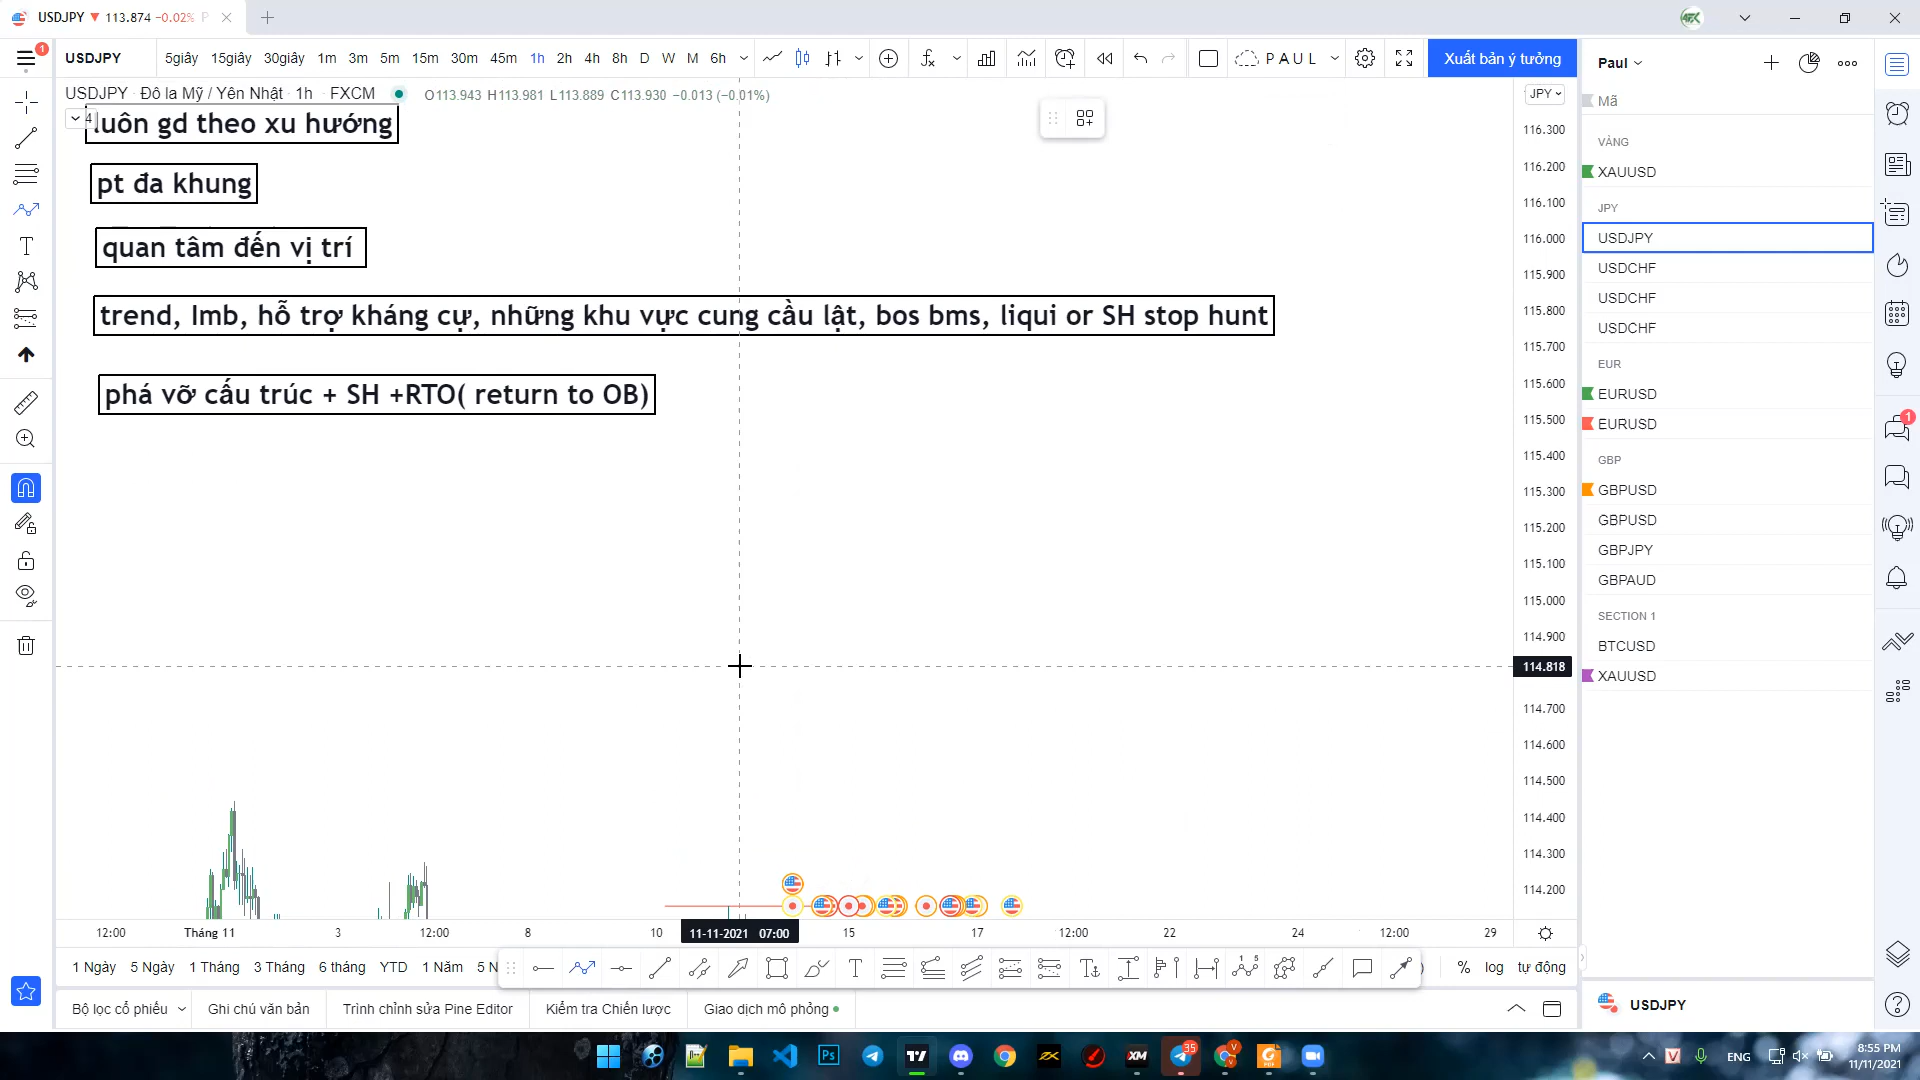 USDJPY ▼ 113.874 −0.02% P
1
USDJPY 5giây 15giây 30giây 1m 3m 5m 15m 30m 45m 1h 2h 4h 8h D W M 6h PAUL Xuất bản ý tưởng
USDJPY · Đô la Mỹ / Yên Nhật · 1h · FXCM O113.943 H113.981 L113.889 C113.930 −0.013 (−0.01%)
JPY
4
luôn gd theo xu hướng
pt đa khung
quan tâm đến vị trí
trend, Imb, hỗ trợ kháng cự, những khu vực cung cầu lật, bos bms, liqui or SH stop hunt
phá vỡ cấu trúc + SH +RTO( return to OB)
116.300
116.200
116.100
116.000
115.900
115.800
115.700
115.600
115.500
115.400
115.300
115.200
115.100
115.000
114.900
114.818
114.700
114.600
114.500
114.400
114.300
114.200
12:00 Tháng 11 3 12:00 8 10 11-11-2021 07:00 15 17 12:00 22 24 12:00 29
1 Ngày 5 Ngày 1 Tháng 3 Tháng 6 tháng YTD 1 Năm 5 N
% log tự động
Bộ lọc cổ phiếu Ghi chú văn bản Trình chỉnh sửa Pine Editor Kiểm tra Chiến lược Giao dịch mô phỏng
Paul
Mã
VÀNG
XAUUSD
JPY
USDJPY
USDCHF
USDCHF
USDCHF
EUR
EURUSD
EURUSD
GBP
GBPUSD
GBPUSD
GBPJPY
GBPAUD
SECTION 1
BTCUSD
XAUUSD
USDJPY
1
Ps
XM
35
V
ENG
8:55 PM
11/11/2021